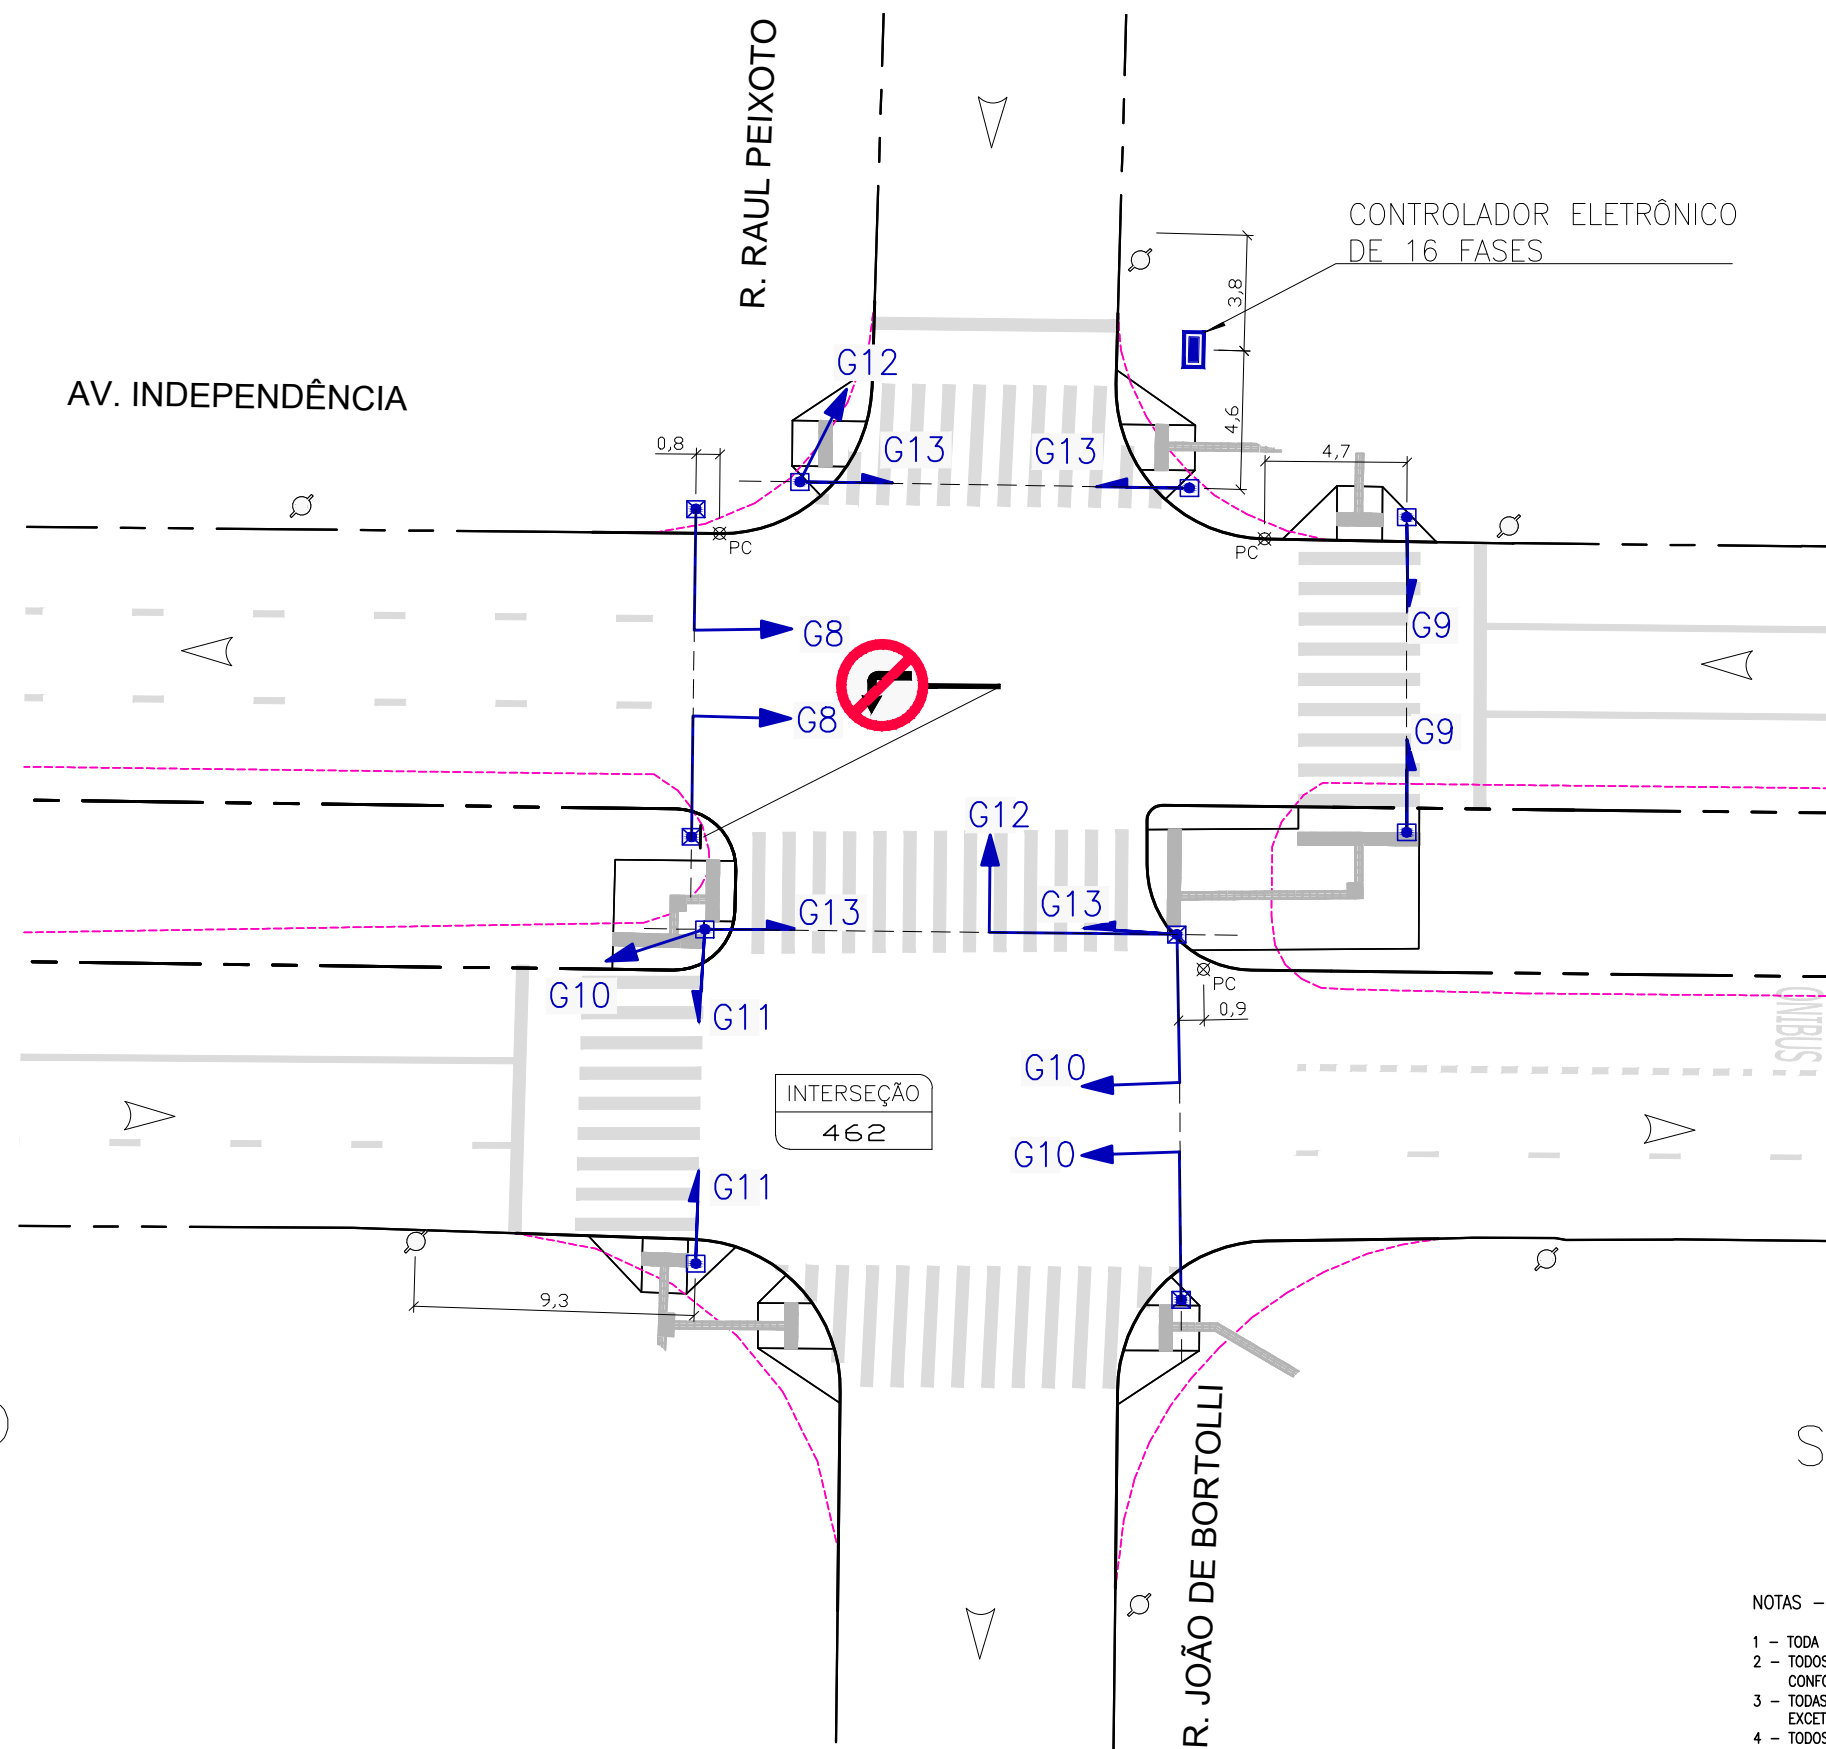 R. RAUL PEIXOTO
CONTROLADOR ELETRÔNICO
DE 16 FASES
3,8
G12
AV. INDEPENDÊNCIA
4,6
0,8
G13
G13
4,7
PC
PC
G8
G9
G8
G9
G12
G13
G13
G10
PC
G11
0,9
ÔNIBUS
G10
INTERSEÇÃO
462
G10
G11
9,3
R. JOÃO DE BORTOLLI
S
NOTAS –
1 – TODA
2 – TODOS
3 – TODAS
4 – TODOS